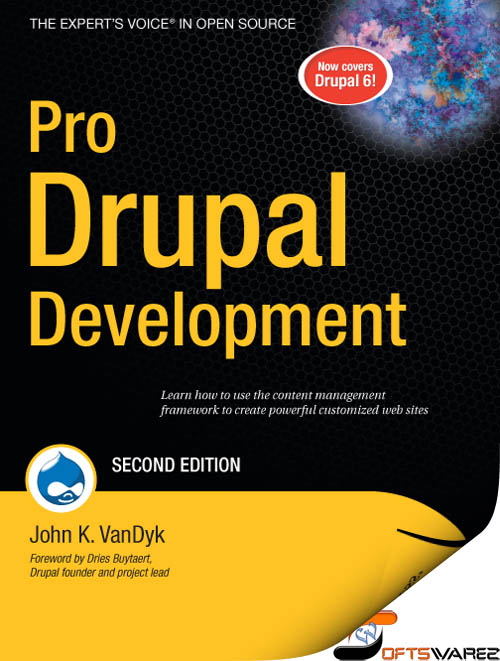 THE EXPERT'S VOICE® IN OPEN SOURCE
Now covers
Drupal 6!
Pro
Drupal
Development
Learn how to use the content management
framework to create powerful customized web sites
SECOND EDITION
John K. VanDyk
Foreword by Dries Buytaert,
Drupal founder and project lead
OFTSWAREZ